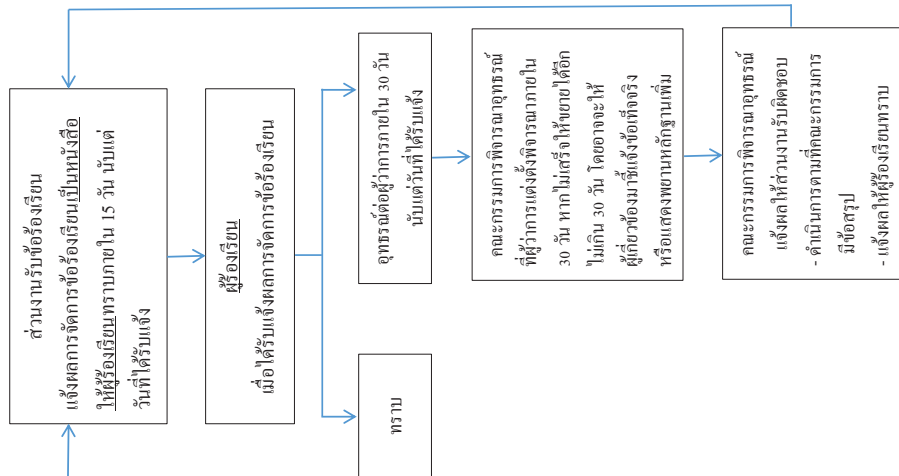 ส่วนงานรับข้อร้องเรียน
แจ้งผลการจัดการข้อร้องเรียนเป็นหนังสือ
ให้ผู้ร้องเรียนทราบภายใน 15 วัน นับแต่
วันที่ได้รับแจ้ง
ผู้ร้องเรียน
เมื่อได้รับแจ้งผลการจัดการข้อร้องเรียน
ทราบ
อุทธรณ์ต่อผู้ว่าการภายใน 30 วัน
นับแต่วันที่ได้รับแจ้ง
คณะกรรมการพิจารณาอุทธรณ์
ที่ผู้ว่าการแต่งตั้งพิจารณาภายใน
30 วัน หากไม่เสร็จให้ขยายได้อีก
ไม่เกิน 30 วัน โดยอาจจะให้
ผู้เกี่ยวข้องมาชี้แจงข้อเท็จจริง
หรือแสดงพยานหลักฐานเพิ่ม
คณะกรรมการพิจารณาอุทธรณ์
แจ้งผลให้ส่วนงานรับผิดชอบ
- ดำเนินการตามที่คณะกรรมการ
มีข้อสรุป
- แจ้งผลให้ผู้ร้องเรียนทราบ